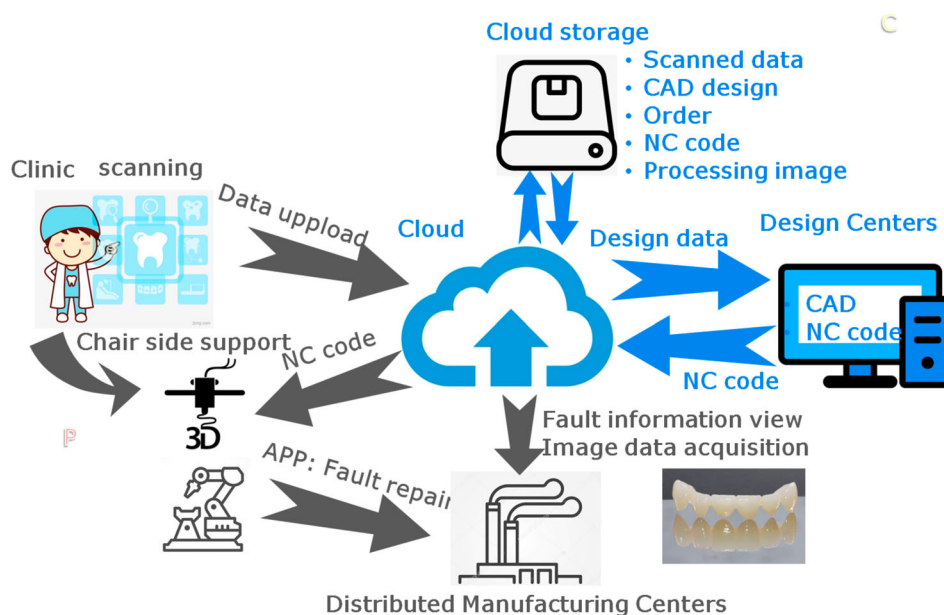 C
Cloud storage
• Scanned data
• CAD design
• Order
• NC code
• Processing image
Clinic scanning
Data uppload
Cloud
Design data
Design Centers
CAD
NC code
NC code
Chair side support
NC code
3D
P
Fault information view
Image data acquisition
APP: Fault repair
Distributed Manufacturing Centers